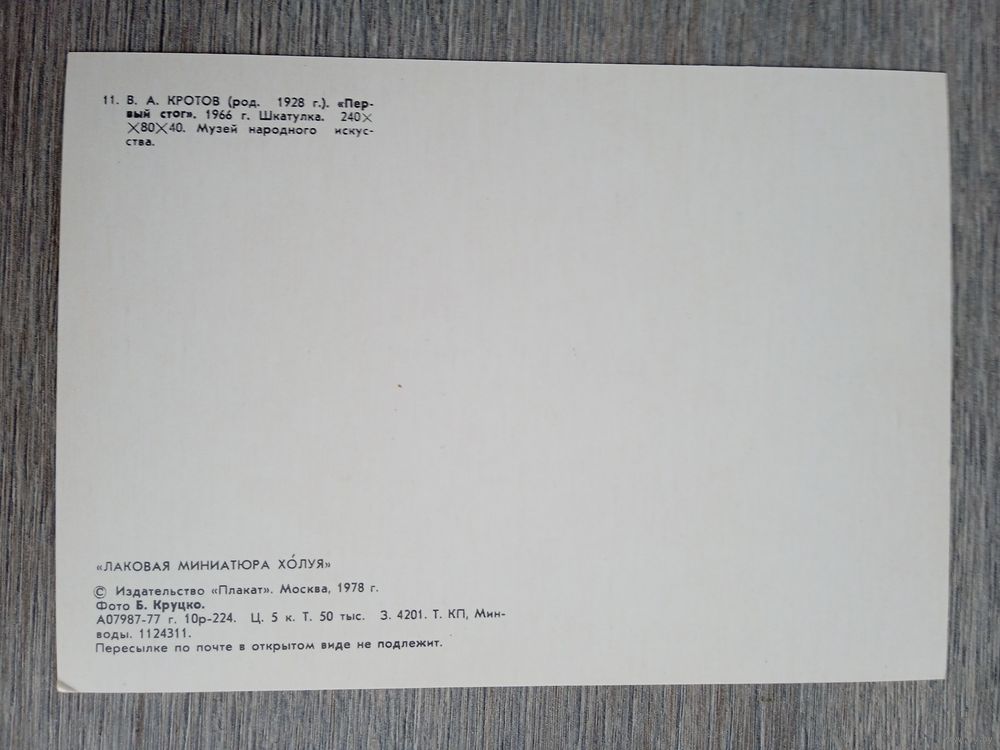 11. В. А. КРОТОВ (род. 1928 г.). «Пер-
вый стог». 1966 г. Шкатулка. 240×
×80×40. Музей народного искус-
ства.
«ЛАКОВАЯ МИНИАТЮРА ХО́ЛУЯ»
© Издательство «Плакат». Москва, 1978 г.
Фото Б. Круцко.
А07987-77 г. 10р-224. Ц. 5 к. Т. 50 тыс. З. 4201. Т. КП, Мин-
воды. 1124311.
Пересылке по почте в открытом виде не подлежит.